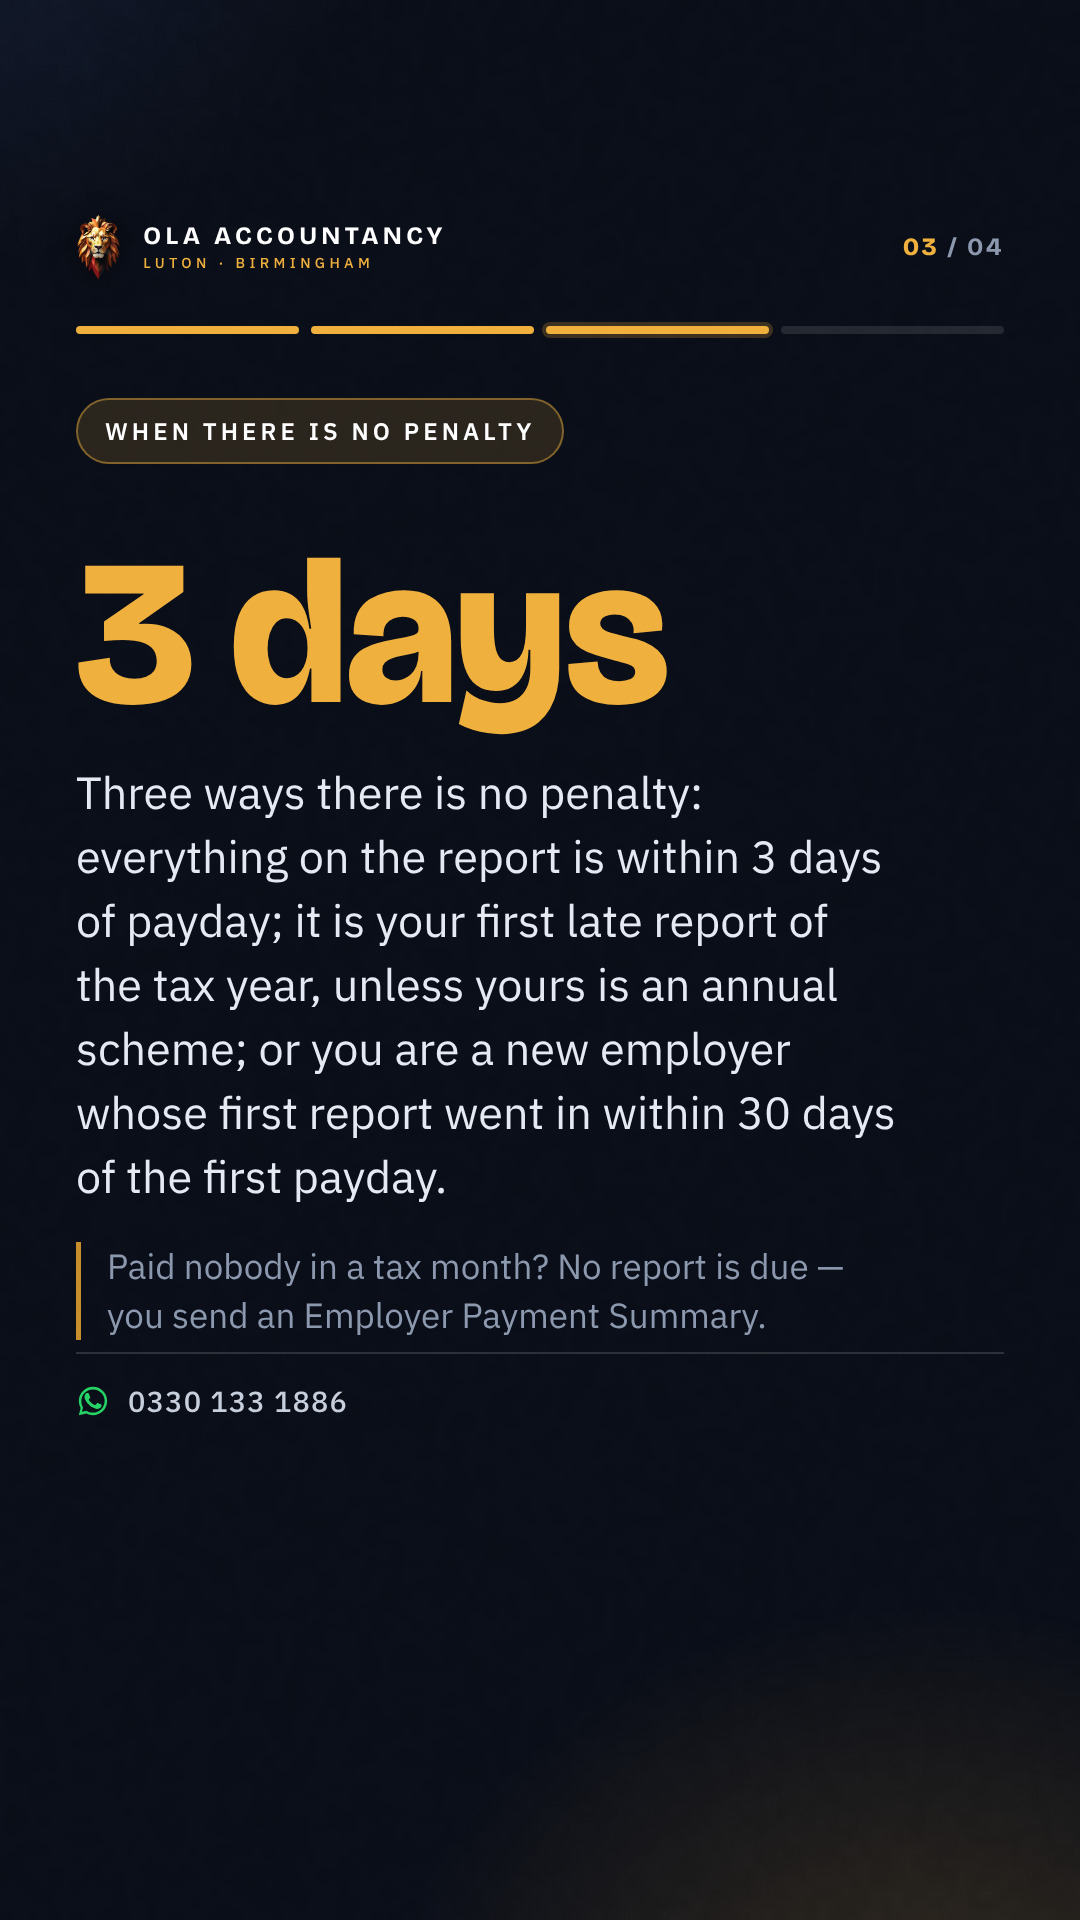 OLA ACCOUNTANCY
LUTON · BIRMINGHAM
03 / 04
WHEN THERE IS NO PENALTY
3 days
Three ways there is no penalty:
everything on the report is within 3 days
of payday; it is your first late report of
the tax year, unless yours is an annual
scheme; or you are a new employer
whose first report went in within 30 days
of the first payday.
Paid nobody in a tax month? No report is due —
you send an Employer Payment Summary.
0330 133 1886